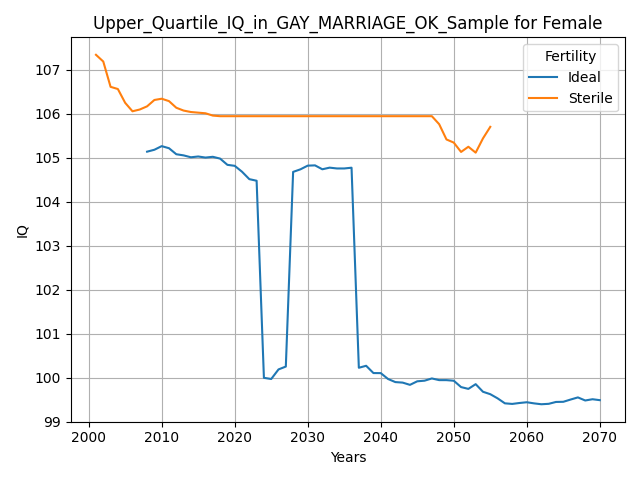 Upper_Quartile_IQ_in_GAY_MARRIAGE_OK_Sample for Female
Fertility
Ideal
Sterile
107
106
105
104
103
102
101
100
99
IQ
2000 2010 2020 2030 2040 2050 2060 2070
Years